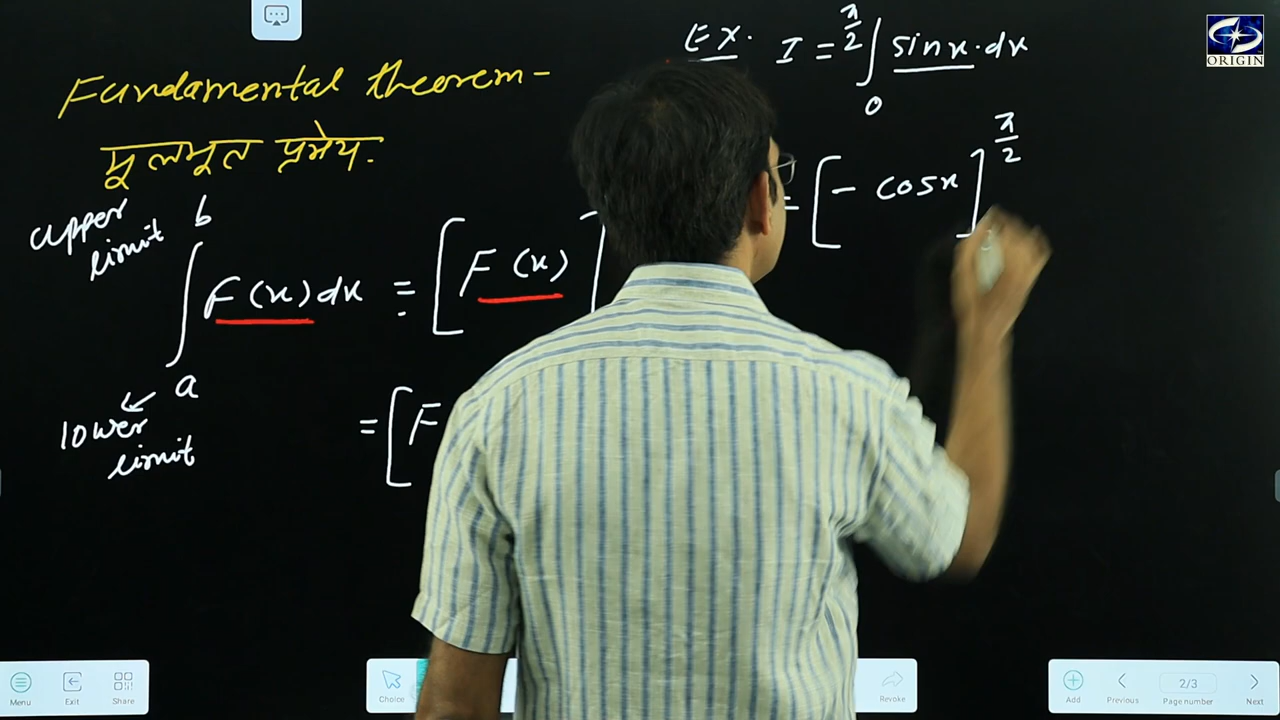 Fundamental theorem-
मूलभूत प्रमेय.
upper limit
b
∫ F(x) dx = [F(x)]
a
lower limit
= [F
Ex. I = π/2 ∫ 0 sinx.dx
= [- cosx] π/2
ORIGIN
Menu
Exit
Share
Choice
Revoke
Add
Previous
2/3
Page number
Next